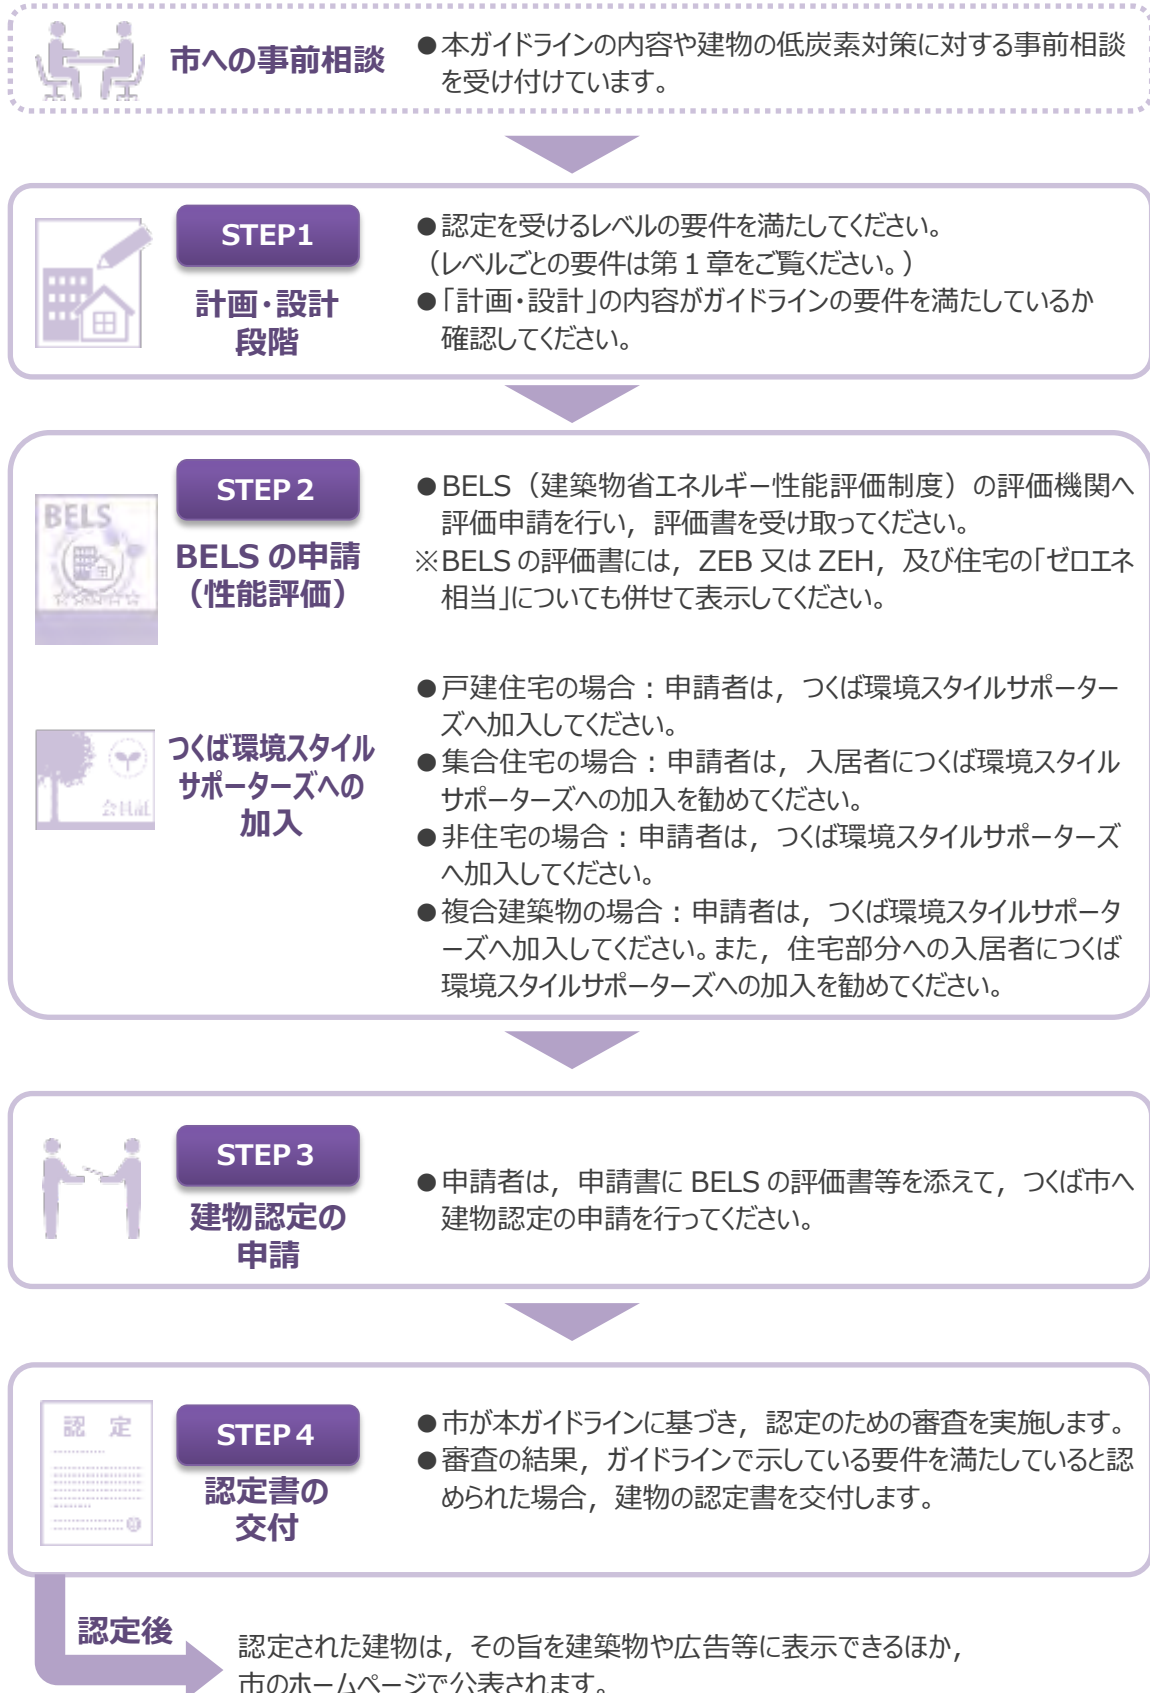 市への事前相談
●本ガイドラインの内容や建物の低炭素対策に対する事前相談
を受け付けています。
STEP1
計画・設計
段階
●認定を受けるレベルの要件を満たしてください。
（レベルごとの要件は第１章をご覧ください。）
●「計画・設計」の内容がガイドラインの要件を満たしているか
確認してください。
BELS
STEP２
BELS の申請
（性能評価）
●BELS（建築物省エネルギー性能評価制度）の評価機関へ
評価申請を行い，評価書を受け取ってください。
※BELS の評価書には，ZEB 又は ZEH，及び住宅の「ゼロエネ
相当」についても併せて表示してください。
会員証
つくば環境スタイル
サポーターズへの
加入
●戸建住宅の場合：申請者は，つくば環境スタイルサポーター
ズへ加入してください。
●集合住宅の場合：申請者は，入居者につくば環境スタイル
サポーターズへの加入を勧めてください。
●非住宅の場合：申請者は，つくば環境スタイルサポーターズ
へ加入してください。
●複合建築物の場合：申請者は，つくば環境スタイルサポータ
ーズへ加入してください。また，住宅部分への入居者につくば
環境スタイルサポーターズへの加入を勧めてください。
STEP３
建物認定の
申請
●申請者は，申請書に BELS の評価書等を添えて，つくば市へ
建物認定の申請を行ってください。
認 定
STEP４
認定書の
交付
●市が本ガイドラインに基づき，認定のための審査を実施します。
●審査の結果，ガイドラインで示している要件を満たしていると認
められた場合，建物の認定書を交付します。
認定後
認定された建物は，その旨を建築物や広告等に表示できるほか，
市のホームページで公表されます。